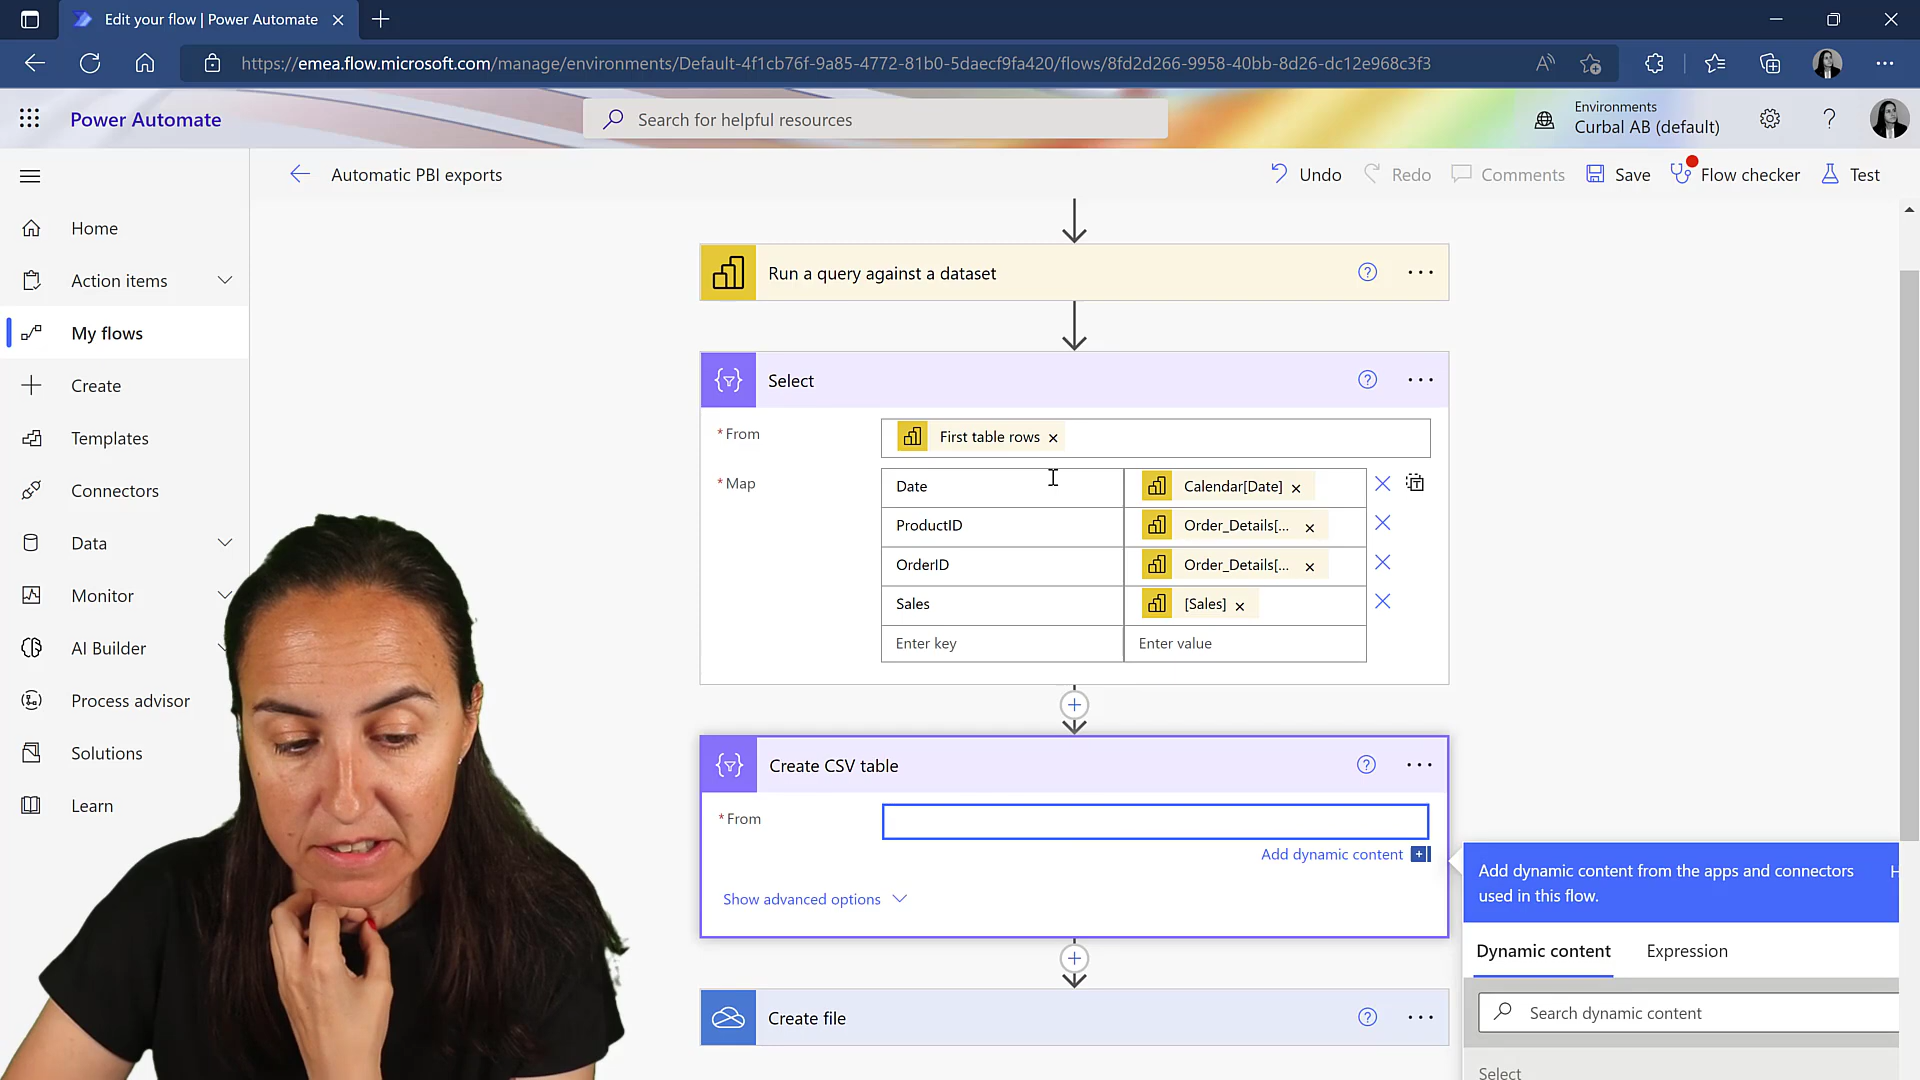 Edit your flow | Power Automate
https://emea.flow.microsoft.com/manage/environments/Default-4f1cb76f-9a85-4772-81b0-5daecf9fa420/flows/8fd2d266-9958-40bb-8d26-dc12e968c3f3
Power Automate
Search for helpful resources
Environments
Curbal AB (default)
Automatic PBI exports
Undo
Redo
Comments
Save
Flow checker
Test
Home
Action items
My flows
Create
Templates
Connectors
Data
Monitor
AI Builder
Process advisor
Solutions
Learn
Run a query against a dataset
Select
* From
First table rows
* Map
Date
Calendar[Date]
ProductID
Order_Details[...
OrderID
Order_Details[...
Sales
[Sales]
Enter key
Enter value
Create CSV table
* From
Add dynamic content
Show advanced options
Create file
Add dynamic content from the apps and connectors
used in this flow.
Dynamic content
Expression
Search dynamic content
Select